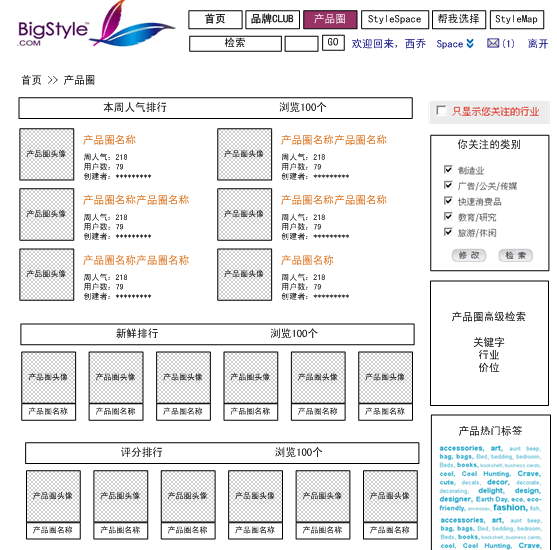 BigStyle™
.COM
首页 品牌CLUB 产品圈 StyleSpace 帮我选择 StyleMap
检索 GO 欢迎回来，西乔 Space (1) 离开
首页 >> 产品圈
本周人气排行 浏览100个
产品圈头像
产品圈名称
周人气：218
用户数：79
创建者：*********
产品圈头像
产品圈名称产品圈名称
周人气：218
用户数：79
创建者：*********
产品圈头像
产品圈名称产品圈名称
周人气：218
用户数：79
创建者：*********
产品圈头像
产品圈名称产品圈名称
周人气：218
用户数：79
创建者：*********
产品圈头像
产品圈名称产品圈名称
周人气：218
用户数：79
创建者：*********
产品圈头像
产品圈名称
周人气：218
用户数：79
创建者：*********
新鲜排行 浏览100个
产品圈头像 产品圈头像 产品圈头像 产品圈头像 产品圈头像 产品圈头像
产品圈名称 产品圈名称 产品圈名称 产品圈名称 产品圈名称 产品圈名称
评分排行 浏览100个
产品圈头像 产品圈头像 产品圈头像 产品圈头像 产品圈头像 产品圈头像
产品圈名称 产品圈名称 产品圈名称 产品圈名称 产品圈名称 产品圈名称
只显示您关注的行业
你关注的类别
制造业
广告/公关/传媒
快速消费品
教育/研究
旅游/休闲
修 改 检 索
产品圈高级检索
关键字
行业
价位
产品热门标签
accessories, art, aunt beep,
bag, bags, Bed, bedding, bedroom,
Beds, books, bookshelf, business cards,
cool, Cool Hunting, Crave,
cute, decals, decor, decorate,
decorating, delight, design,
designer, Earth Day, eco, eco-
friendly, fashion, fish,
accessories, art, aunt beep,
bag, bags, Bed, bedding, bedroom,
Beds, books, bookshelf, business cards,
cool, Cool Hunting, Crave,